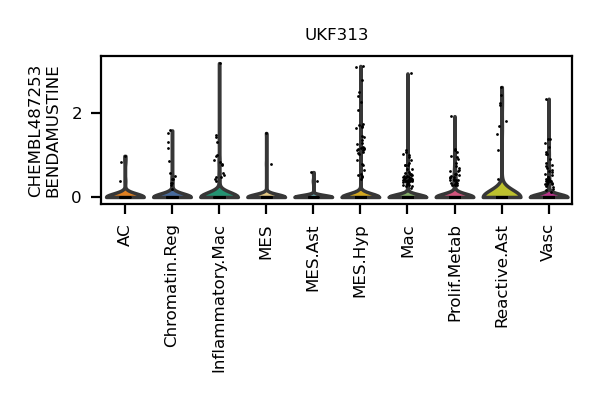 UKF313
CHEMBL487253
BENDAMUSTINE
2
0
AC
Chromatin.Reg
Inflammatory.Mac
MES
MES.Ast
MES.Hyp
Mac
Prolif.Metab
Reactive.Ast
Vasc